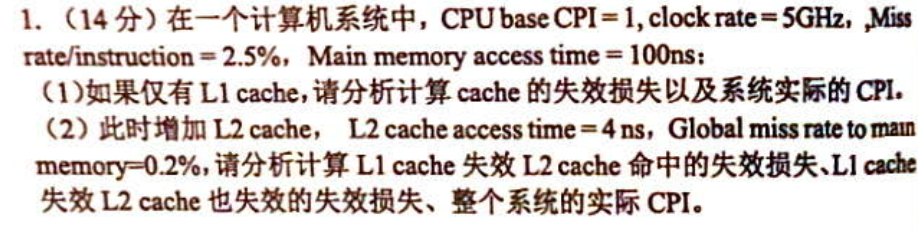 1.（14 分）在一个计算机系统中，CPU base CPI = 1, clock rate = 5GHz，,Miss
rate/instruction = 2.5%，Main memory access time = 100ns：
（1)如果仅有 L1 cache,请分析计算 cache 的失效损失以及系统实际的 CPI。
（2）此时增加 L2 cache， L2 cache access time = 4 ns，Global miss rate to main
memory=0.2%,请分析计算 L1 cache 失效 L2 cache 命中的失效损失、L1 cache
失效 L2 cache 也失效的失效损失、整个系统的实际 CPI。